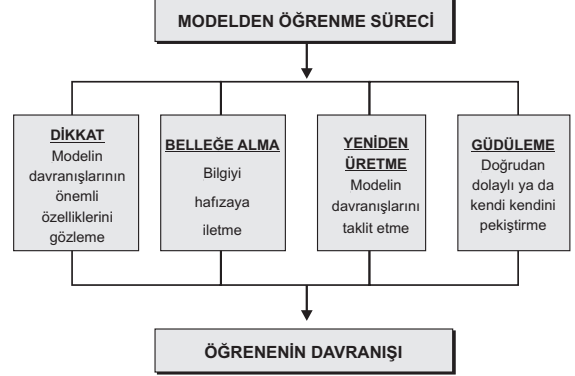 MODELDEN ÖĞRENME SÜRECİ
DİKKAT
Modelin
davranışlarının
önemli
özelliklerini
gözleme
BELLEĞE ALMA
Bilgiyi
hafızaya
iletme
YENİDEN
ÜRETME
Modelin
davranışlarını
taklit etme
GÜDÜLEME
Doğrudan
dolaylı ya da
kendi kendini
pekiştirme
ÖĞRENENİN DAVRANIŞI